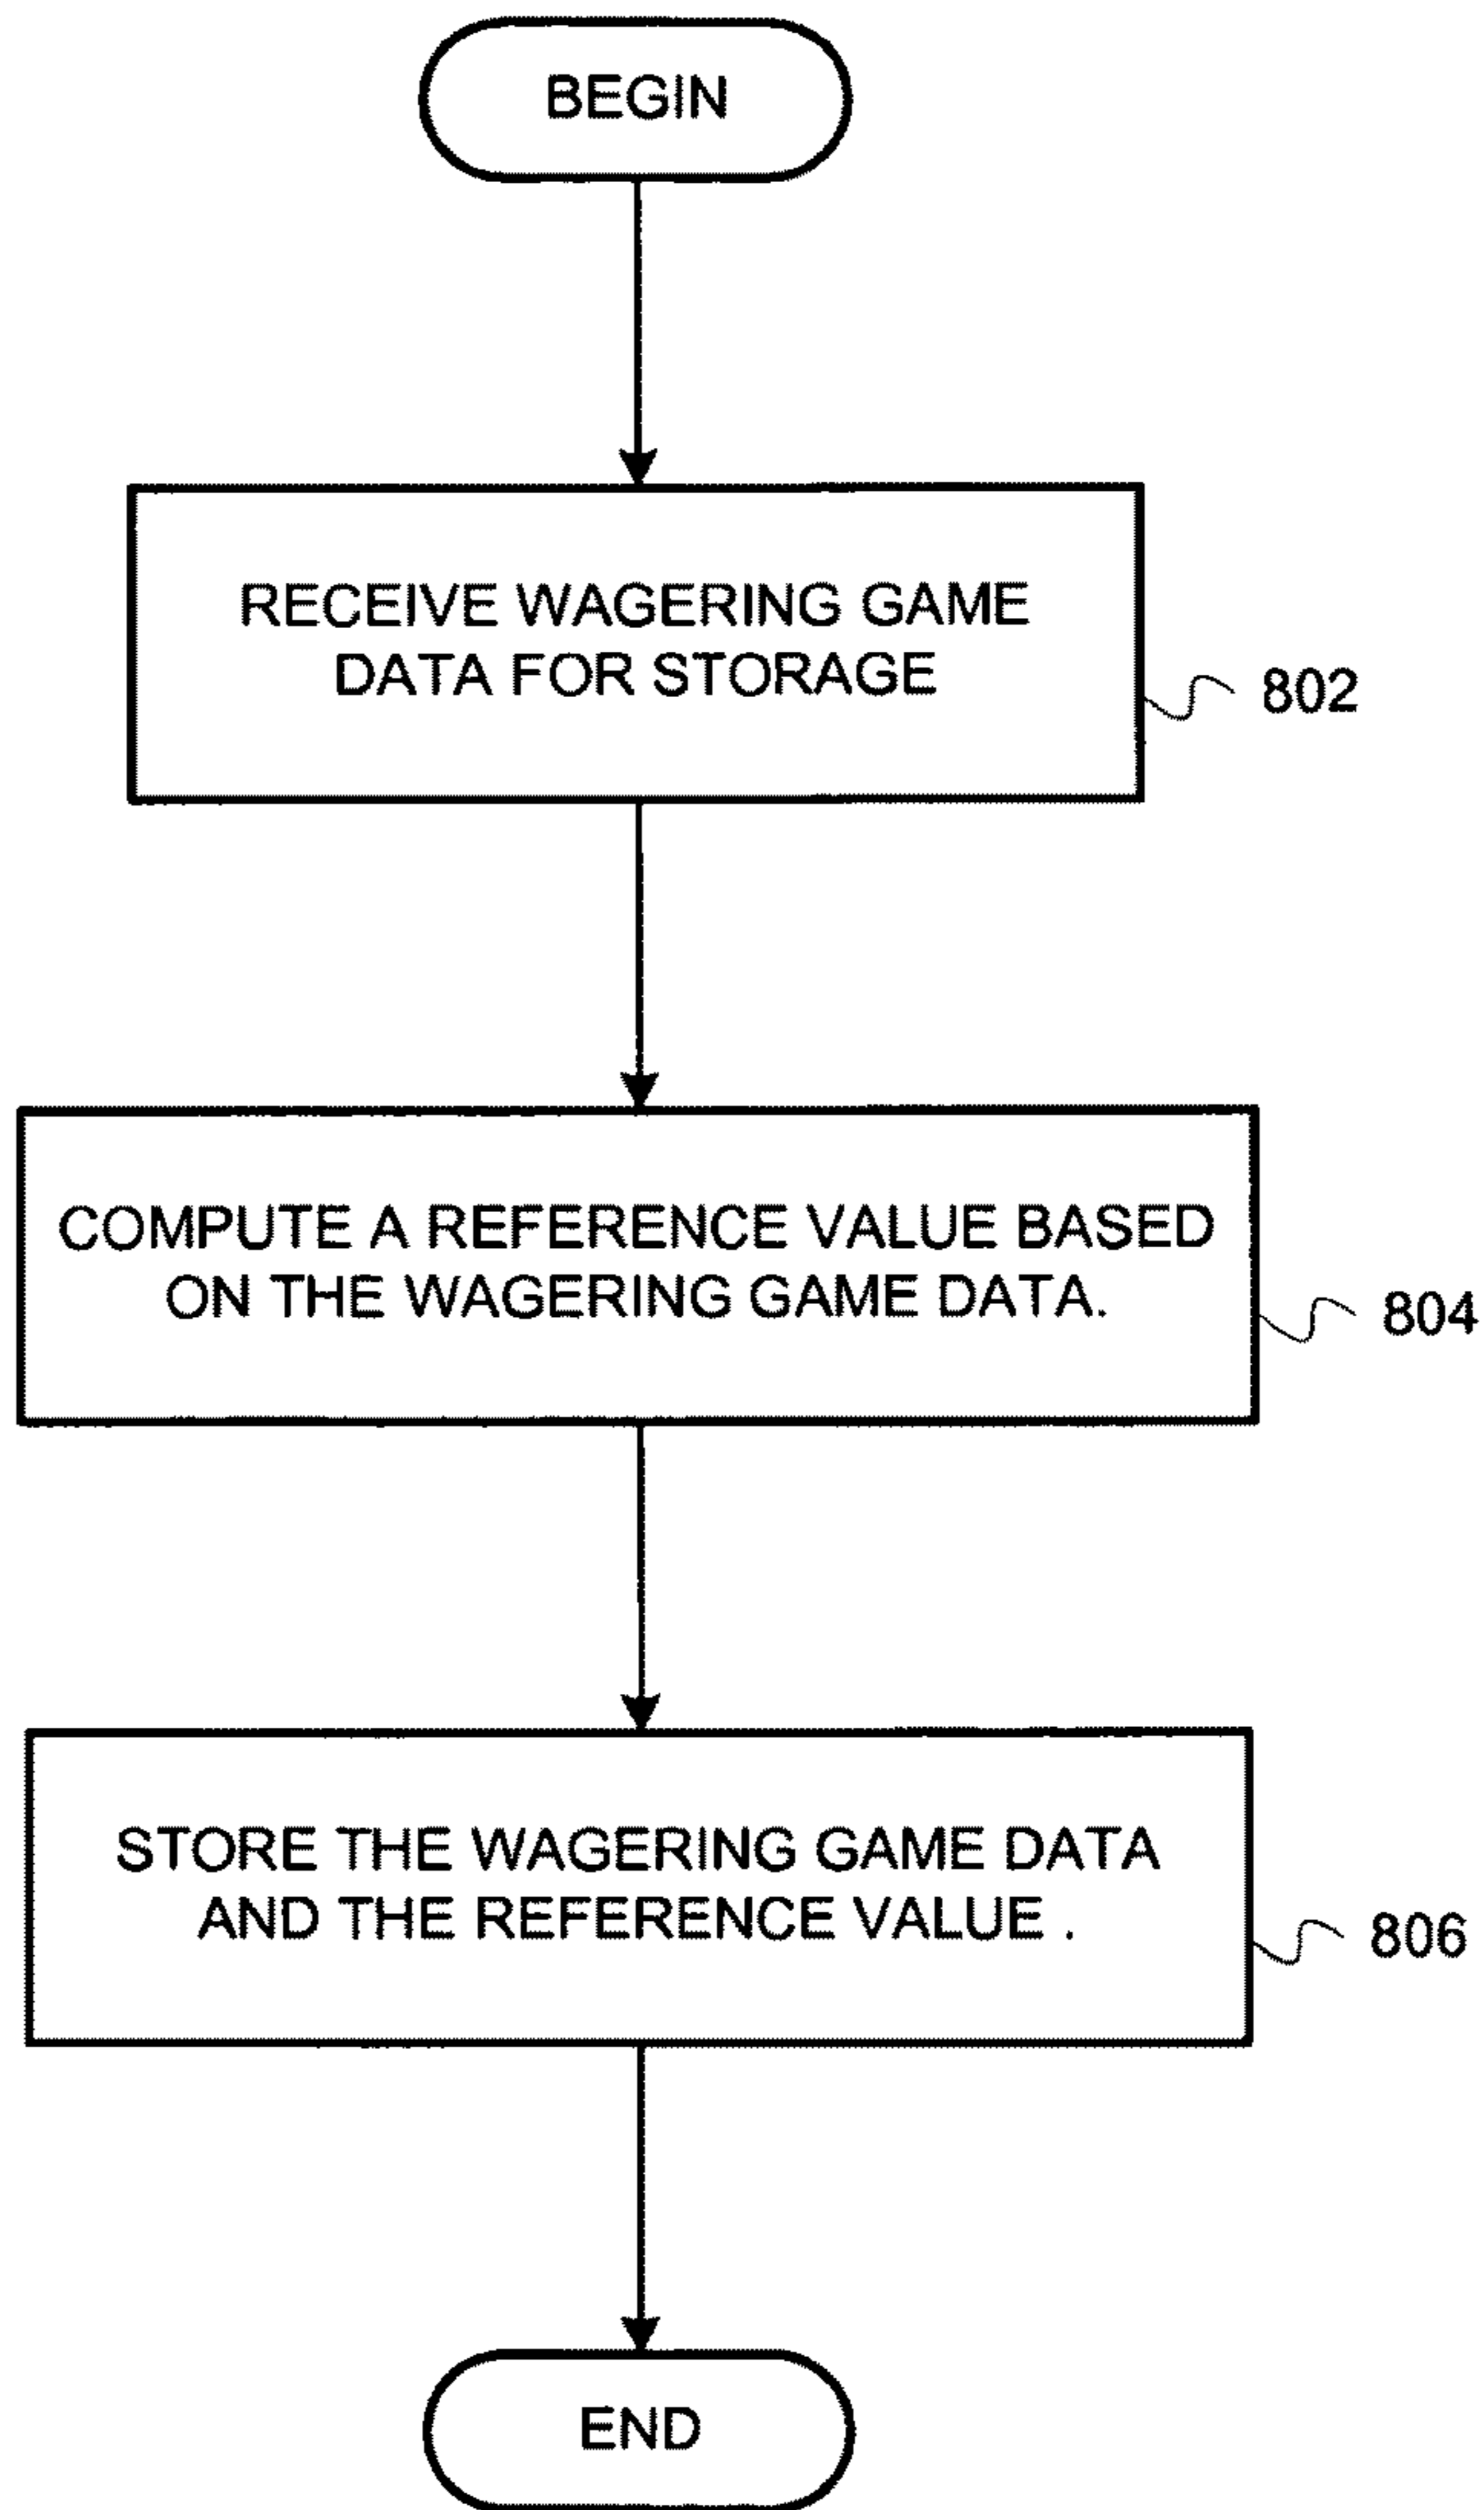 BEGIN
RECEIVE WAGERING GAME
DATA FOR STORAGE
802
COMPUTE A REFERENCE VALUE BASED
ON THE WAGERING GAME DATA.
804
STORE THE WAGERING GAME DATA
AND THE REFERENCE VALUE .
806
END